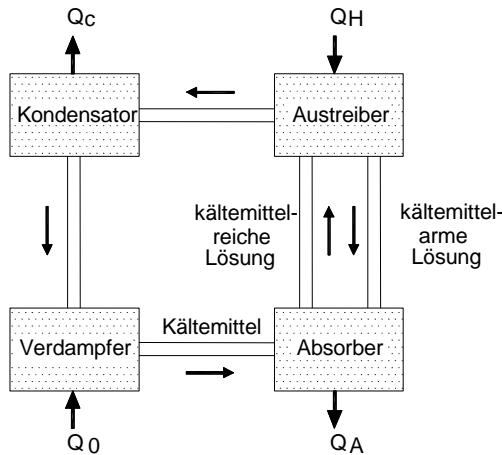 Qc
QH
Kondensator
Austreiber
kältemittel-
reiche
Lösung
kältemittel-
arme
Lösung
Kältemittel
Verdampfer
Absorber
Q0
QA